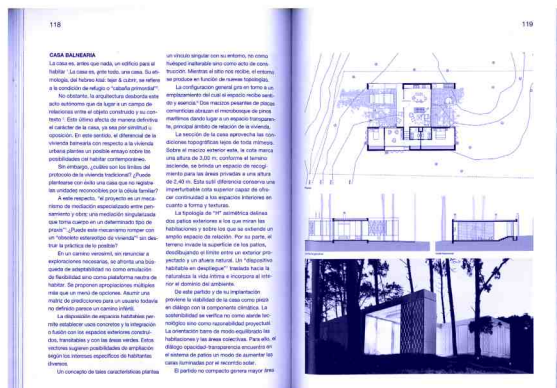 118
CASA BALNEARIA
La casa es, antes que nada, un edificio para el
habitar. La casa es, ante todo, una casa. Su eti-
mología, del hebreo kisá: tejer & cubrir, se refiere
a la condición de refugio o "cabaña primordial".
No obstante, la arquitectura desborda este
acto autónomo que da lugar a un campo de
relaciones entre el objeto construido y su con-
texto. Esto último afecta de manera definitiva
el carácter de la casa, ya sea por similitud u
oposición. En este sentido, el diferencial de la
vivienda balnearia con respecto a la vivienda
urbana plantea un posible ensayo sobre las
posibilidades del habitar contemporáneo.
Sin embargo, ¿cuáles son los límites del
protocolo de la vivienda tradicional? ¿Puede
plantearse con éxito una casa que no registre
las unidades reconocibles por la célula familiar?
A este respecto, "el proyecto es un meca-
nismo de mediación especializado entre pen-
samiento y obra; una mediación singularizada
que toma cuerpo en un determinado tipo de
praxis". ¿Puede este mecanismo romper con
un "obsoleto estereotipo de vivienda" sin des-
truir la práctica de lo posible?
En un camino versátil, sin renunciar a
exploraciones necesarias, se afronta una bús-
queda de adaptabilidad no como emulación
de flexibilidad sino como plataforma neutra de
habitar. Se proponen apropiaciones múltiples
más que un menú de opciones. Asumir una
matriz de predicciones para un usuario todavía
no definido parece un camino infértil.
La disposición de espacios habitables per-
mite establecer usos concretos y la integración
o fusión con los espacios exteriores construi-
dos, transitables y con las áreas verdes. Estos
vectores sugieren posibilidades de ampliación
según los intereses específicos de habitantes
diversos.
Un concepto de tales características plantea
un vínculo singular con su entorno, no como
huésped inalterable sino como acto de cons-
trucción. Mientras el sitio nos recibe, el entorno
se produce en función de nuevas topologías.
La configuración general gira en torno a un
emplazamiento del cual el espacio recibe senti-
do y esencia. Dos macizos pesantes de placas
cementicias abrazan el microbosque de pinos
marítimos dando lugar a un espacio transparen-
te, principal ámbito de relación de la vivienda.
La sección de la casa aprovecha las con-
diciones topográficas lejos de toda mímesis.
Sobre el macizo exterior este, la cota marca
una altura de 3,00 m; conforme el terreno
asciende, se brinda un espacio de recogi-
miento para las áreas privadas a una altura
de 2,40 m. Esta sutil diferencia conserva una
imperturbable cota superior capaz de ofre-
cer continuidad a los espacios interiores en
cuanto a forma y texturas.
La tipología de "H" asimétrica delinea
dos patios exteriores a los que miran las
habitaciones y sobre los que se extiende un
amplio espacio de relación. Por su parte, el
terreno invade la superficie de los patios,
desdibujando el límite entre un exterior pro-
yectado y un afuera natural. Un "dispositivo
habitable en despliegue" traslada hacia la
naturaleza la vida íntima e incorpora al inte-
rior el dominio del ambiente.
De este partido y de su implantación
proviene la viabilidad de la casa como pieza
en diálogo con la componente climática. La
sostenibilidad se verifica no como alarde tec-
nológico sino como razonabilidad proyectual.
La orientación barre de modo equilibrado las
habitaciones y las áreas colectivas. Para ello, el
diálogo opacidad-transparencia encuentra en
el sistema de patios un modo de aumentar las
caras iluminadas por el recorrido solar.
El partido no compacto genera mayor área
119